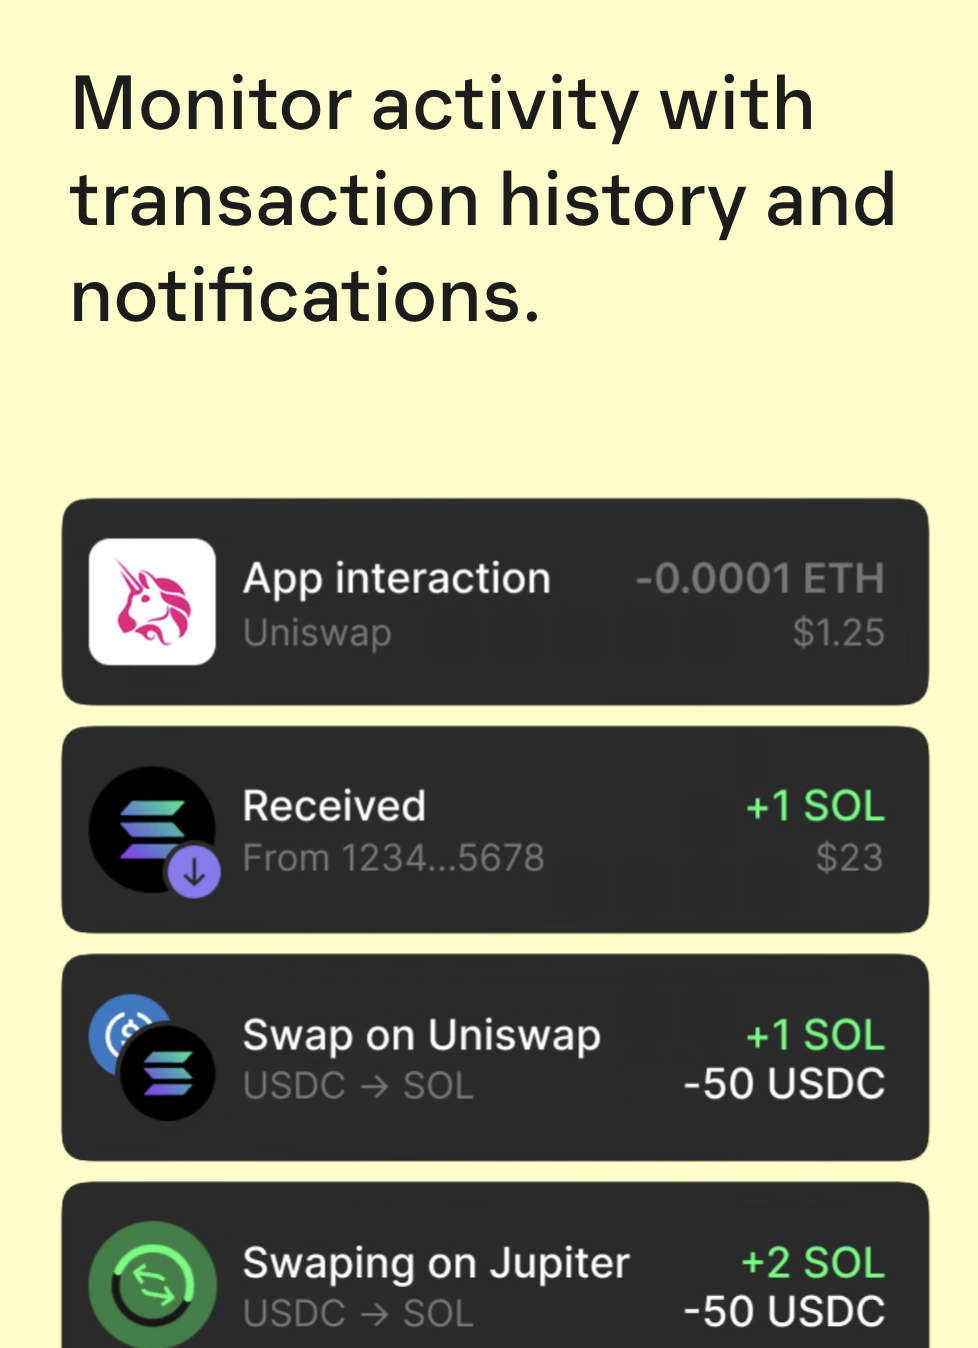 Monitor activity with
transaction history and
notifications.
App interaction -0.0001 ETH
Uniswap $1.25
Received +1 SOL
From 1234...5678 $23
Swap on Uniswap +1 SOL
USDC → SOL -50 USDC
Swaping on Jupiter +2 SOL
USDC → SOL -50 USDC